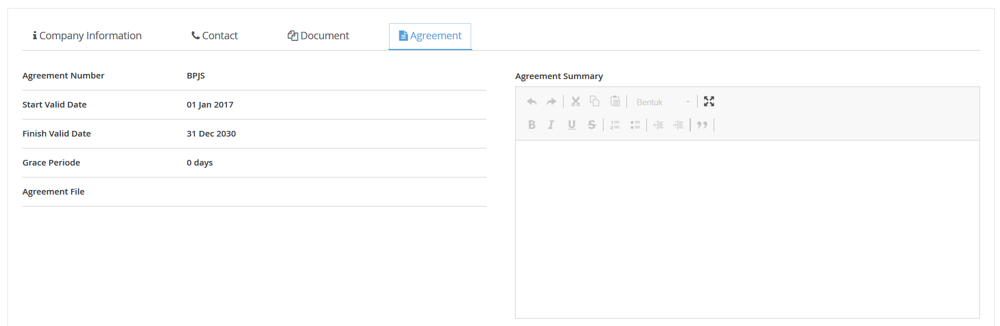 Company Information
Contact
Document
Agreement
Agreement Number BPJS
Start Valid Date 01 Jan 2017
Finish Valid Date 31 Dec 2030
Grace Periode 0 days
Agreement File
Agreement Summary
Bentuk
B I U S